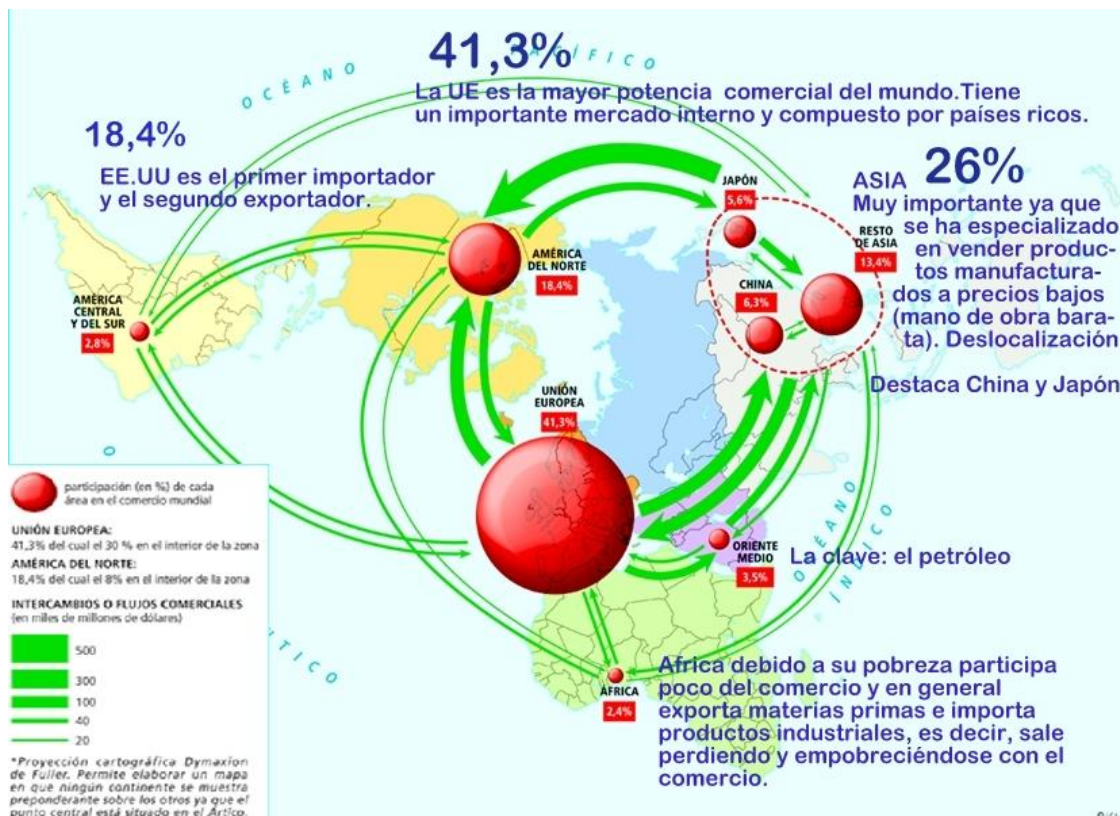 41,3%
La UE es la mayor potencia comercial del mundo.Tiene
un importante mercado interno y compuesto por países ricos.
OCÉANO
PACÍFICO
18,4%
EE.UU es el primer importador
y el segundo exportador.
ASIA 26%
Muy importante ya que
se ha especializado
en vender produc-
tos manufactura-
dos a precios bajos
(mano de obra bara-
ta). Deslocalización
Destaca China y Japón
JAPÓN
5,6%
RESTO
DE ASIA
13,4%
CHINA
6,3%
AMÉRICA
DEL NORTE
18,4%
AMÉRICA
CENTRAL
Y DEL SUR
2,8%
UNIÓN
EUROPEA
41,3%
ORIENTE
MEDIO
3,5%
La clave: el petróleo
OCÉANO
ÍNDICO
ÁFRICA
2,4%
Africa debido a su pobreza participa
poco del comercio y en general
exporta materias primas e importa
productos industriales, es decir, sale
perdiendo y empobreciéndose con el
comercio.
participación (en %) de cada
área en el comercio mundial
UNIÓN EUROPEA:
41,3% del cual el 30 % en el interior de la zona
AMÉRICA DEL NORTE:
18,4% del cual el 8% en el interior de la zona
INTERCAMBIOS O FLUJOS COMERCIALES
(en miles de millones de dólares)
500
300
100
40
20
*Proyección cartográfica Dymaxion
de Fuller. Permite elaborar un mapa
en que ningún continente se muestra
preponderante sobre los otros ya que el
punto central está situado en el Ártico.